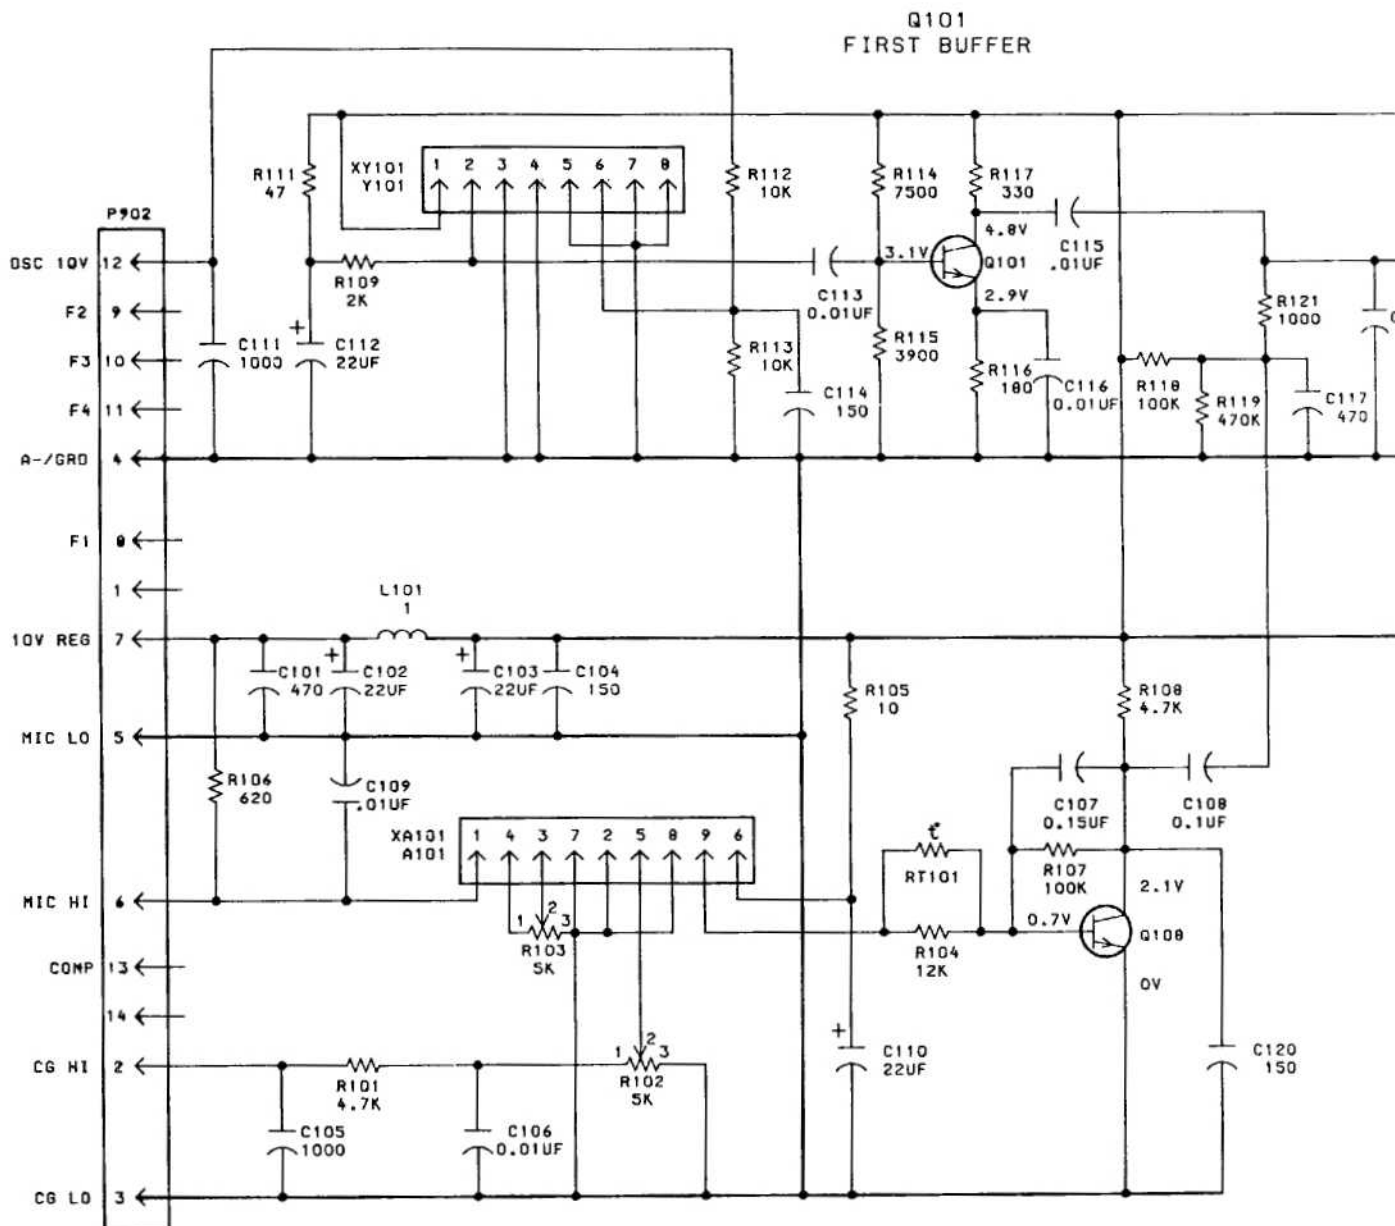 Q101
FIRST BUFFER
R111
47
XY101
Y101
1 2 3 4 5 6 7 8
R112
10K
R114
7500
R117
330
P902
4.8V
C115
.01UF
3.1V
Q101
OSC 10V 12
R109
2K
C113
0.01UF
2.9V
F2 9
R121
1000
+
C111
1000
C112
22UF
R113
10K
R115
3900
F3 10
R116
180
C116
0.01UF
R118
100K
R119
470K
C117
470
C114
150
F4 11
A-/GRD 4
F1 8
1
L101
1
10V REG 7
+
+
C101
470
C102
22UF
C103
22UF
C104
150
R105
10
R108
4.7K
MIC LO 5
R106
620
C109
.01UF
C107
0.15UF
C108
0.1UF
XA101
A101
1 4 3 7 2 5 8 9 6
t°
RT101
R107
100K
2.1V
MIC HI 6
1 2 3
R103
5K
0.7V
Q108
R104
12K
COMP 13
0V
14
+
1 2 3
C110
22UF
C120
150
CG HI 2
R101
4.7K
R102
5K
C105
1000
C106
0.01UF
CG LO 3